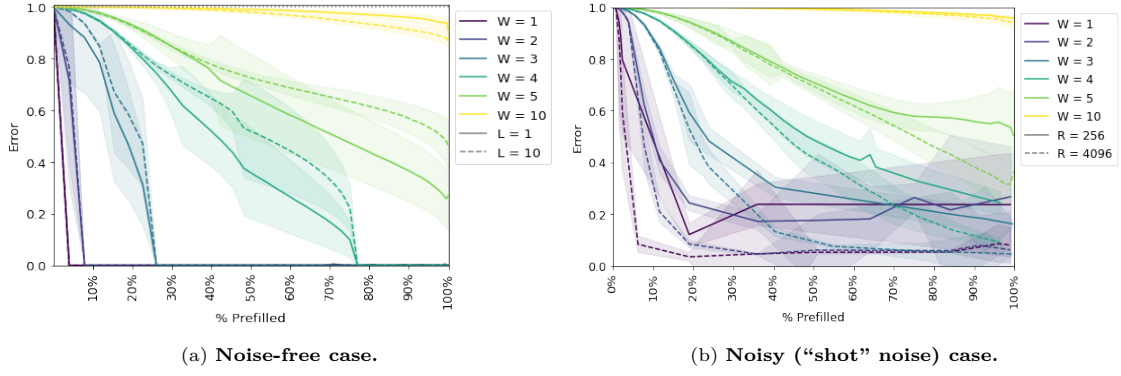 1.0
0.8
0.6
0.4
0.2
0.0
Error
10%
20%
30%
40%
50%
60%
70%
80%
90%
100%
% Prefilled
W = 1
W = 2
W = 3
W = 4
W = 5
W = 10
L = 1
L = 10
(a) Noise-free case.
1.0
0.8
0.6
0.4
0.2
0.0
Error
0%
10%
20%
30%
40%
50%
60%
70%
80%
90%
100%
% Prefilled
W = 1
W = 2
W = 3
W = 4
W = 5
W = 10
R = 256
R = 4096
(b) Noisy (“shot” noise) case.